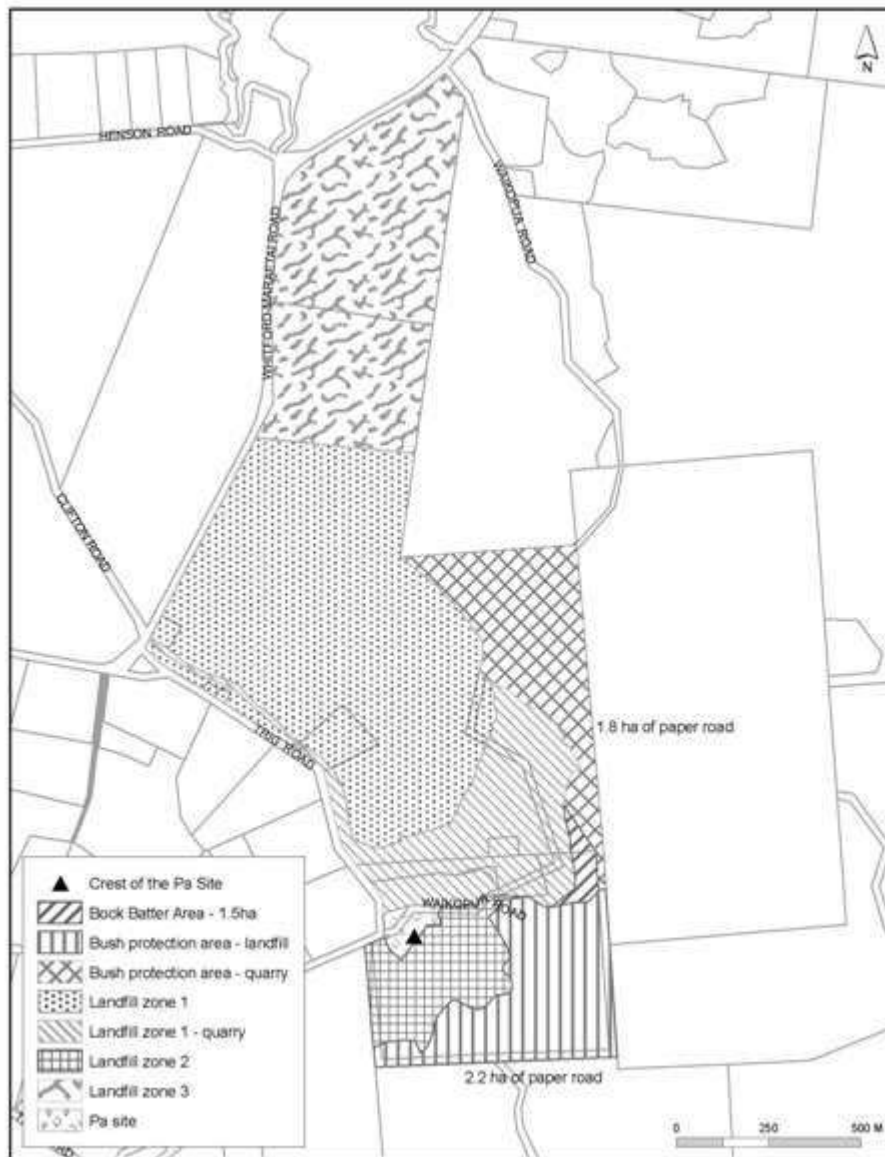 N
HENSON ROAD
WHITFORD-MARAETAI ROAD
WAIKOPUA ROAD
CLIFTON ROAD
1.8 ha of paper road
TRIG ROAD
WAIKOPUA ROAD
2.2 ha of paper road
Crest of the Pa Site
Bock Batter Area - 1.5ha
Bush protection area - landfill
Bush protection area - quarry
Landfill zone 1
Landfill zone 1 - quarry
Landfill zone 2
Landfill zone 3
Pa site
ROAD
0 250 500 M